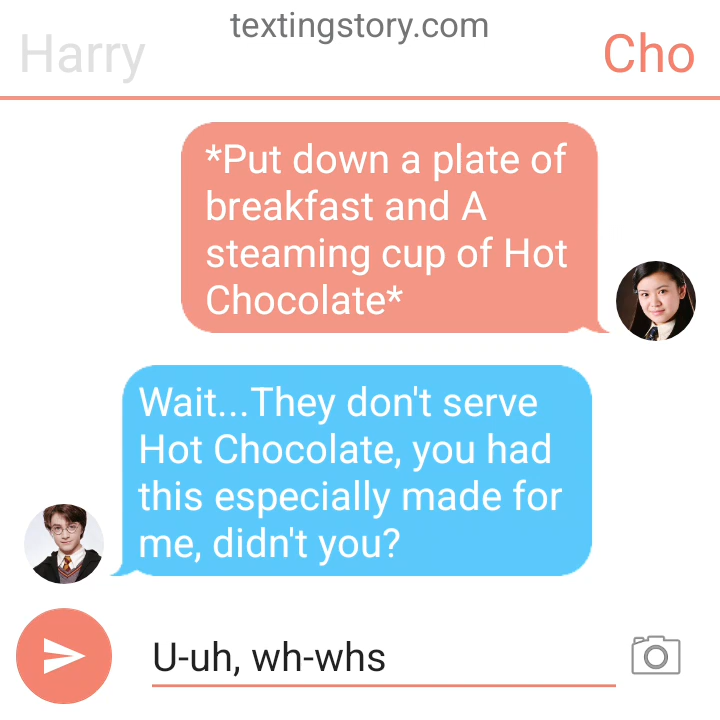 textingstory.com
Harry
Cho
*Put down a plate of
breakfast and A
steaming cup of Hot
Chocolate*
Wait...They don't serve
Hot Chocolate, you had
this especially made for
me, didn't you?
U-uh, wh-whs